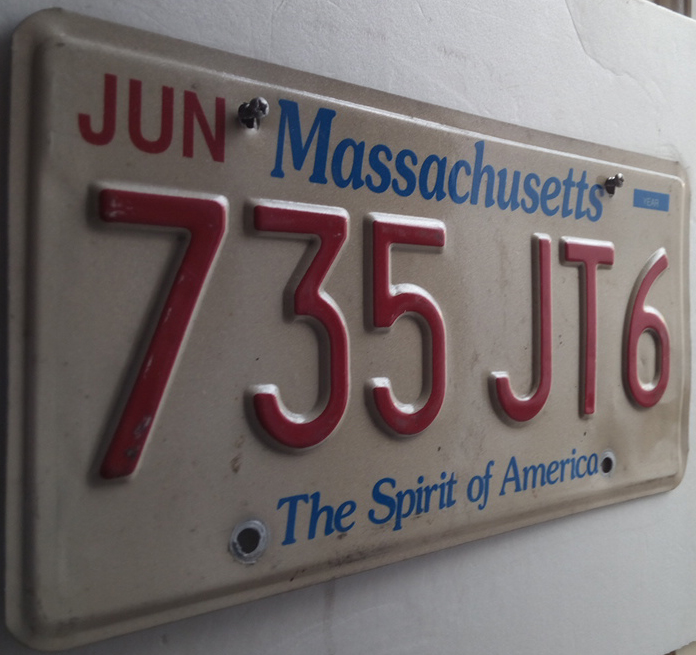 JUN Massachusetts YEAR
735 JT6
The Spirit of America